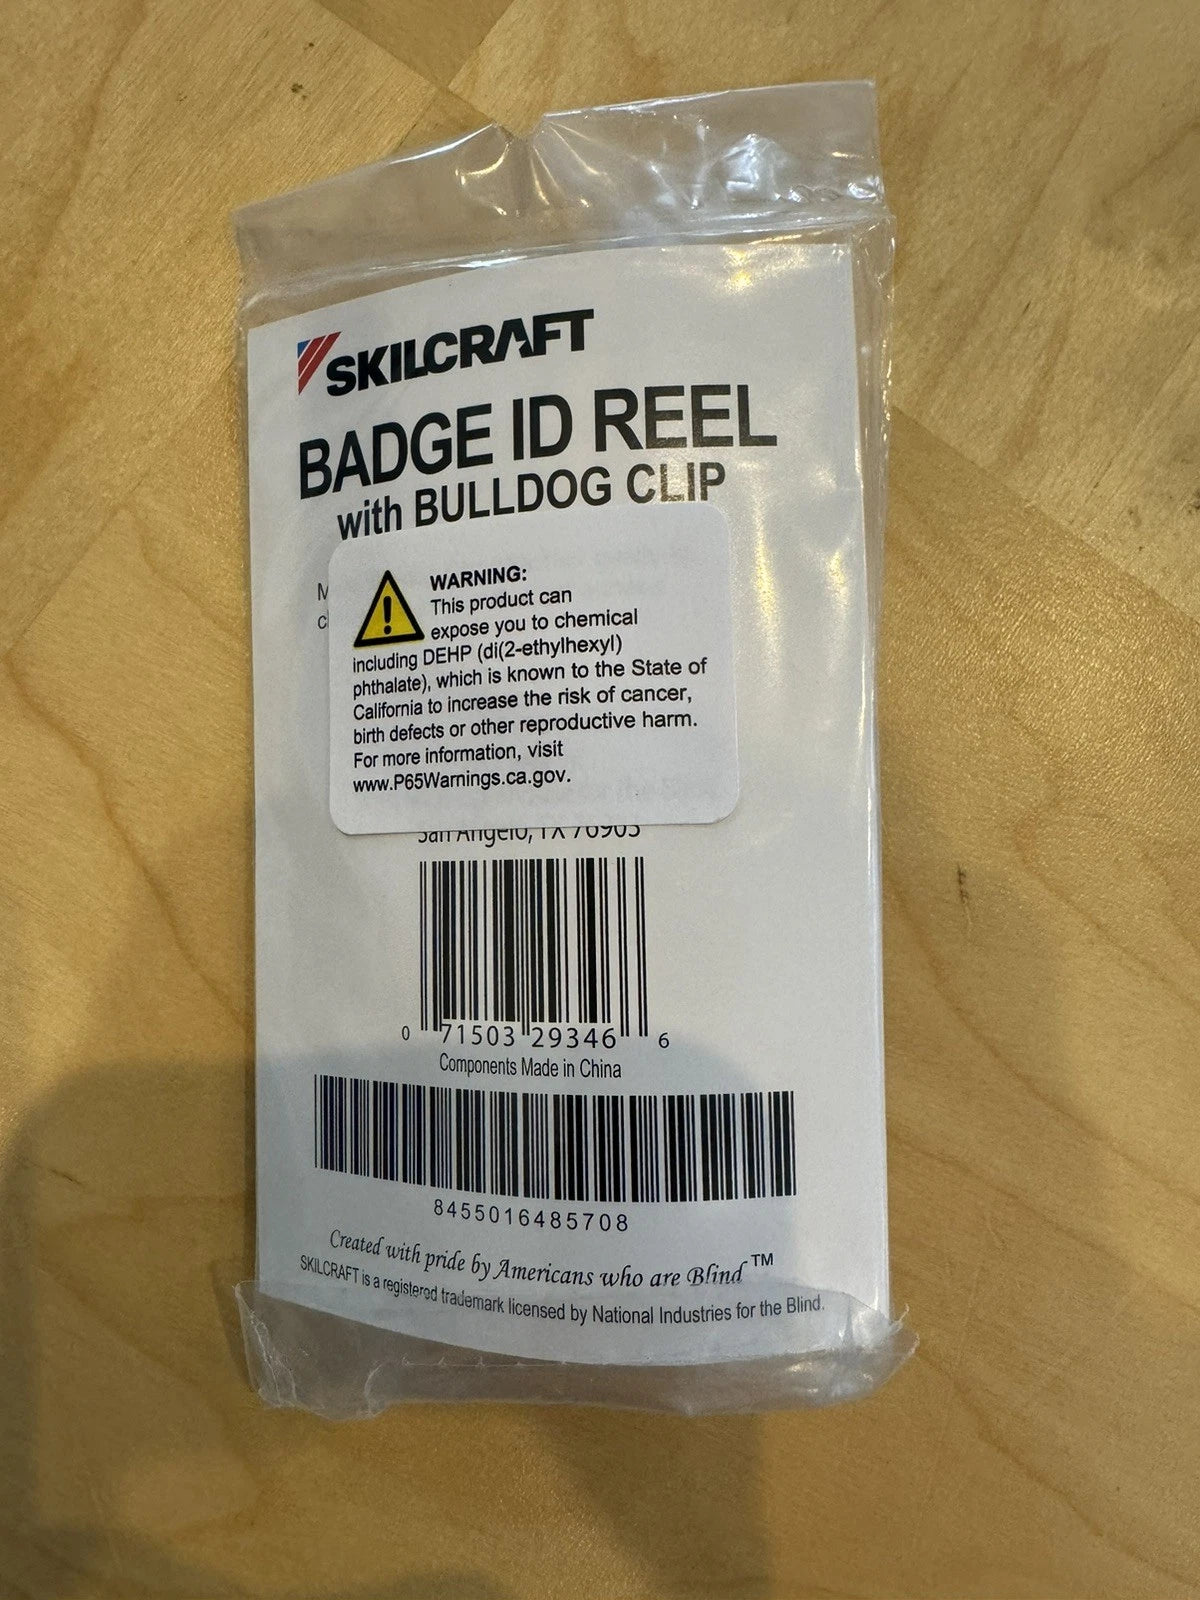 SKILCRAFT
BADGE ID REEL
with BULLDOG CLIP
WARNING:
This product can
expose you to chemical
including DEHP (di(2-ethylhexyl)
phthalate), which is known to the State of
California to increase the risk of cancer,
birth defects or other reproductive harm.
For more information, visit
www.P65Warnings.ca.gov.
San Angelo, TX 76903
0 71503 29346 6
Components Made in China
8455016485708
Created with pride by Americans who are Blind™
SKILCRAFT is a registered trademark licensed by National Industries for the Blind.